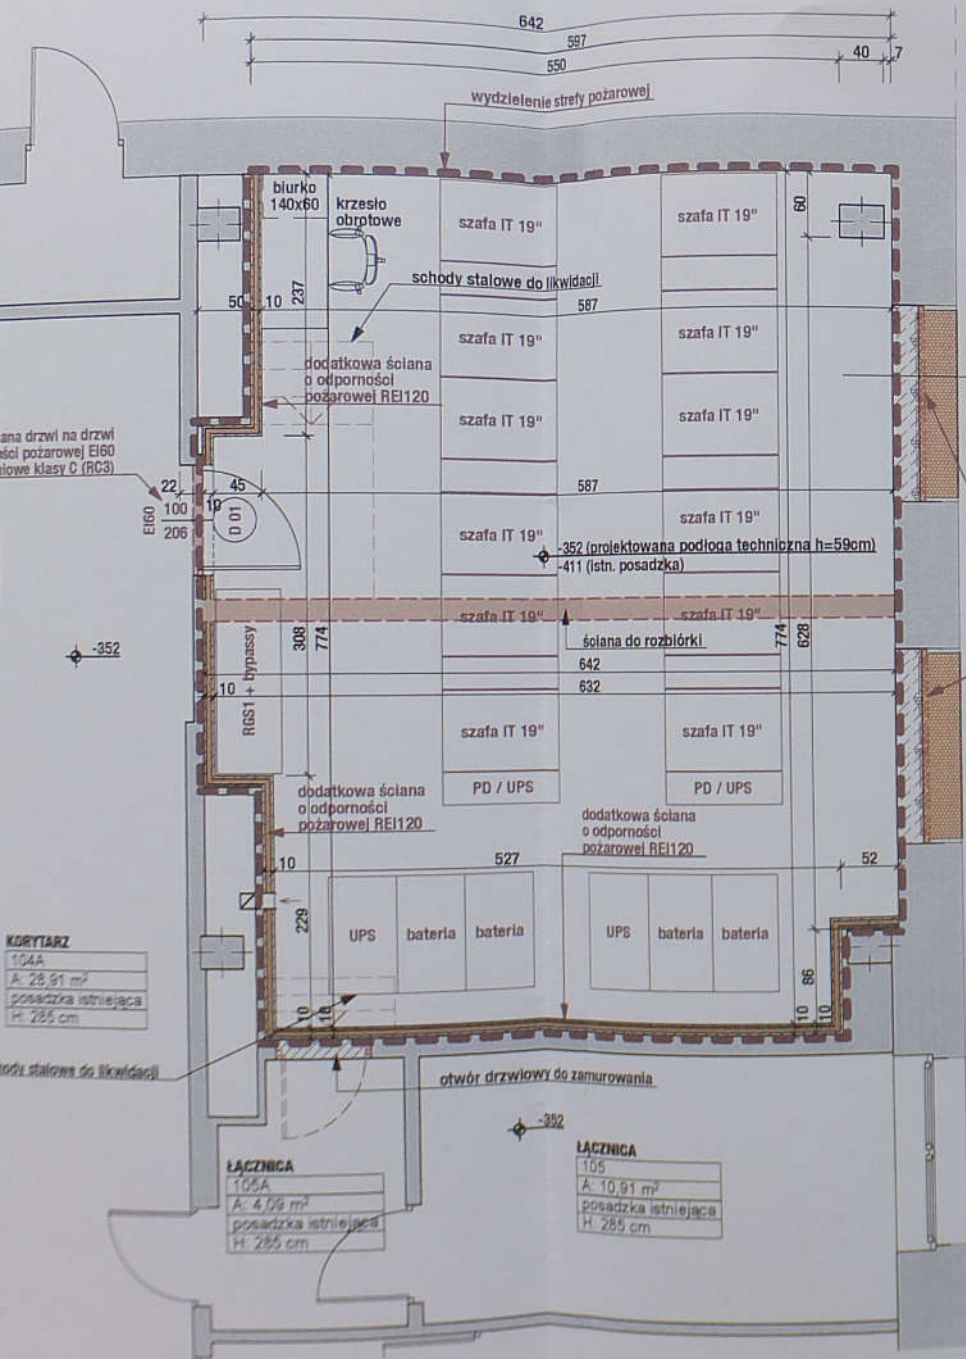 642
597
550
40
7
wydzielenie strefy pożarowej
biurko
140x60
krzesło
obrotowe
szafa IT 19"
szafa IT 19"
60
schody stalowe do likwidacji
50
10
237
587
szafa IT 19"
szafa IT 19"
dodatkowa ściana
o odporności
pożarowej REI120
szafa IT 19"
szafa IT 19"
ana drzwi na drzwi
ści pożarowej EI60
niowe klasy C (RC3)
22
45
587
EI60
100
206
10
D 01
szafa IT 19"
szafa IT 19"
-352 (projektowana podłoga techniczna h=59cm)
-411 (istn. posadzka)
szafa IT 19"
szafa IT 19"
ściana do rozbiórki
-352
RGS1 + bypassy
308
774
774
628
642
10
632
szafa IT 19"
szafa IT 19"
PD / UPS
PD / UPS
dodatkowa ściana
o odporności
pożarowej REI120
dodatkowa ściana
o odporności
pożarowej REI120
10
527
52
229
UPS
bateria
bateria
UPS
bateria
bateria
86
10
10
10
10
KORYTARZ
104A
A: 28,91 m²
posadzka istniejąca
H: 285 cm
ody stalowe do likwidacji
otwór drzwiowy do zamurowania
-352
ŁĄCZNICA
105A
A: 4,09 m²
posadzka istniejąca
H: 285 cm
ŁĄCZNICA
105
A: 10,91 m²
posadzka istniejąca
H: 285 cm